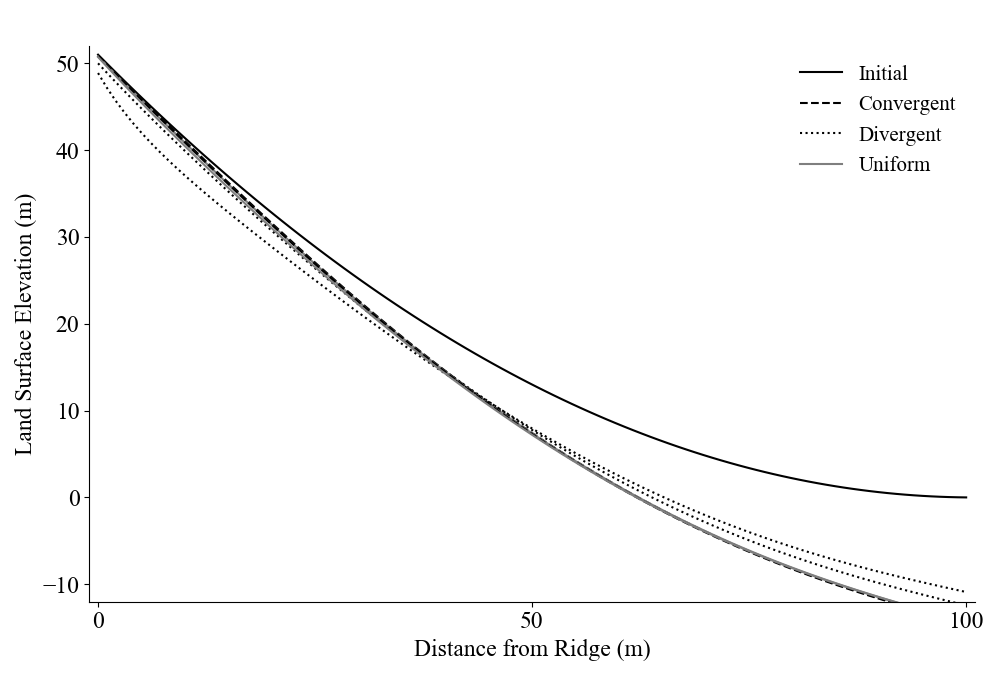 50
40
30
20
10
0
−10
Land Surface Elevation (m)
Initial
Convergent
Divergent
Uniform
0
50
100
Distance from Ridge (m)